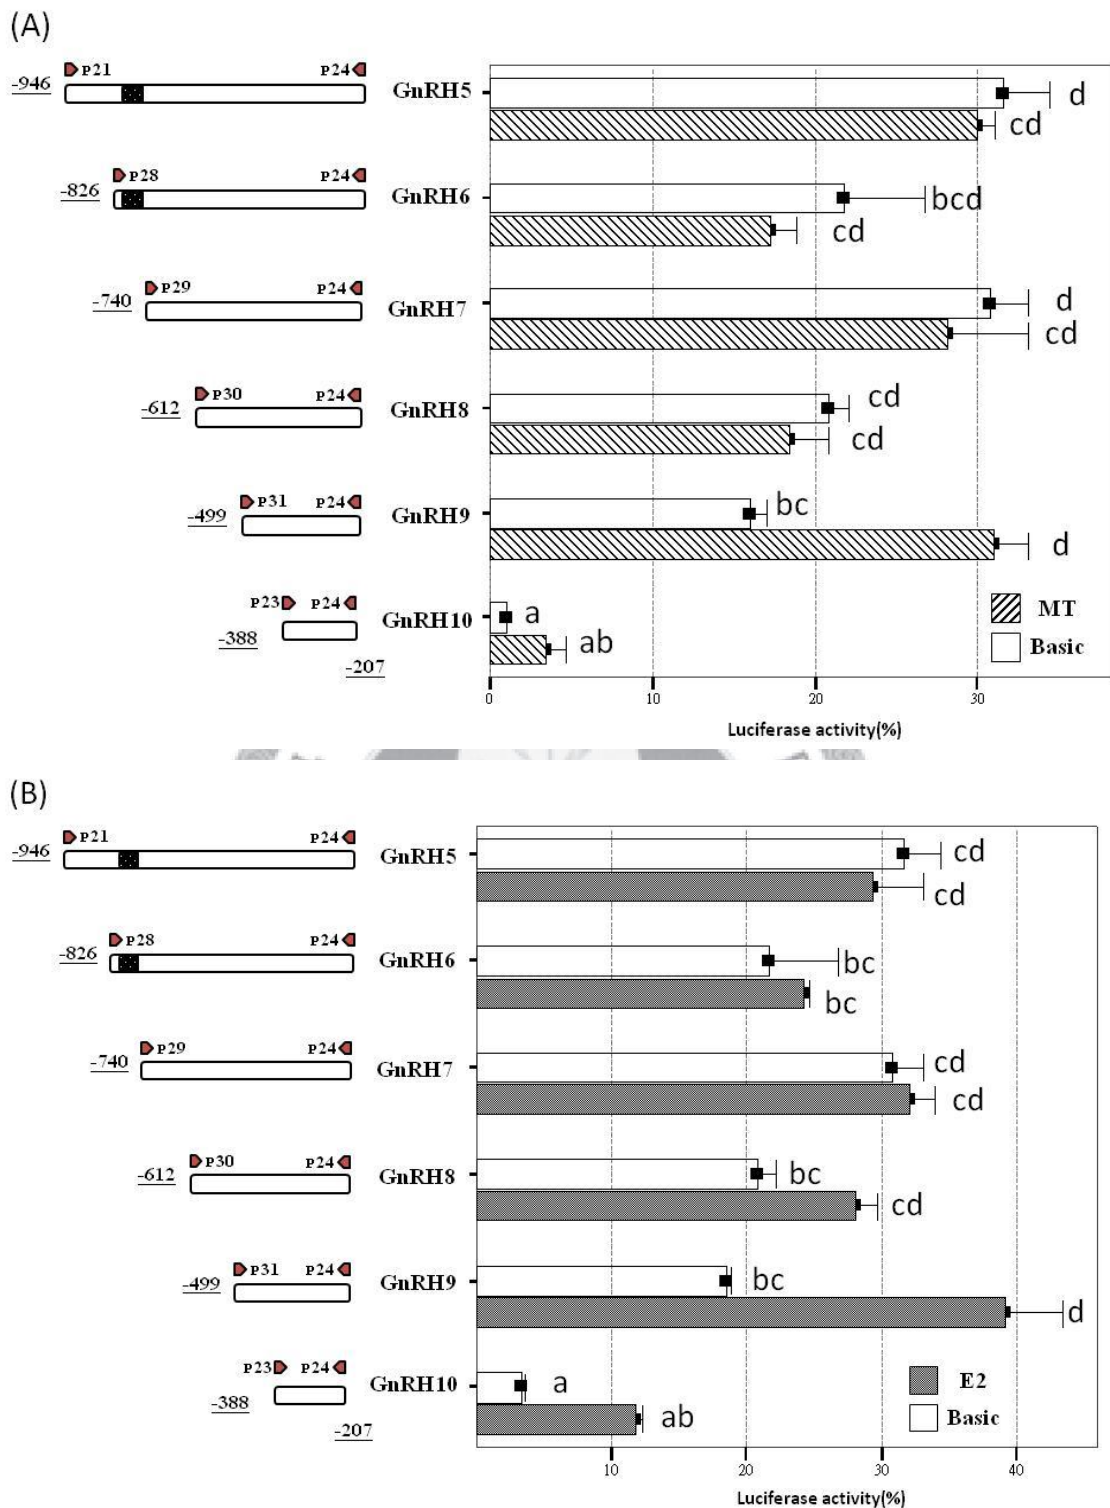 (A)
P21 P24
-946 GnRH5 d
cd
P28 P24
-826 GnRH6 bcd
cd
P29 P24
-740 GnRH7 d
cd
P30 P24
-612 GnRH8 cd
cd
P31 P24
-499 GnRH9 bc
d
P23 P24
-388 GnRH10 a
ab
-207
MT
Basic
0 10 20 30
Luciferase activity(%)
(B)
P21 P24
-946 GnRH5 cd
cd
P28 P24
-826 GnRH6 bc
bc
P29 P24
-740 GnRH7 cd
cd
P30 P24
-612 GnRH8 bc
cd
P31 P24
-499 GnRH9 bc
d
P23 P24
-388 GnRH10 a
ab
-207
E2
Basic
10 20 30 40
Luciferase activity(%)